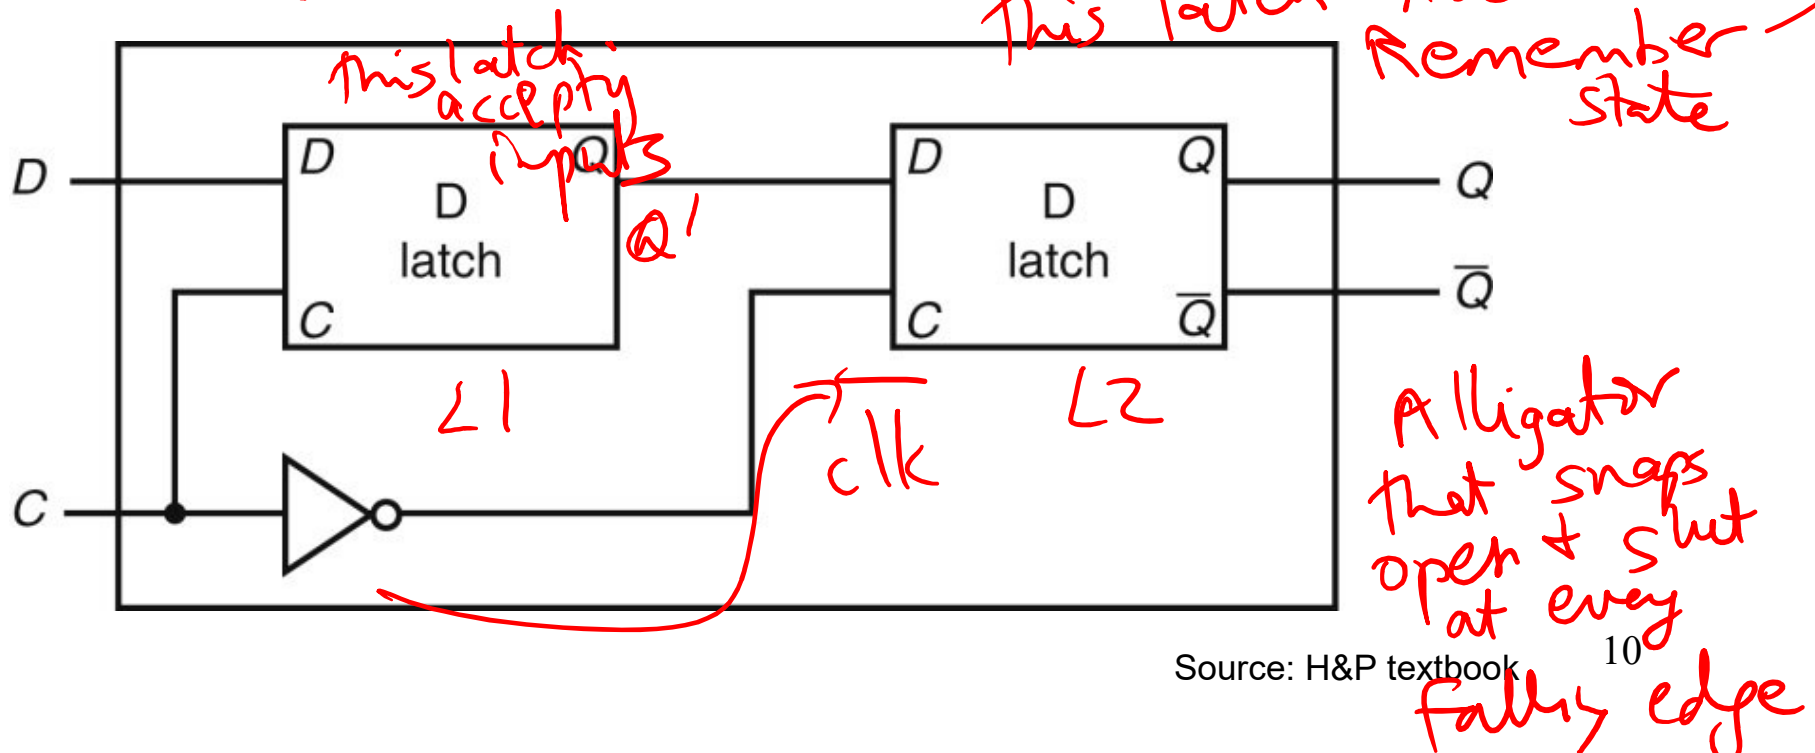 This latch
Remember
state
This latch
accepts
inputs
D
D
Q
D
latch
C
Q'
D
Q
D
latch
C
Q̅
Q
Q̅
L1
L2
clk
C
Alligator
that snaps
open + shut
at every
falling edge
10
Source: H&P textbook